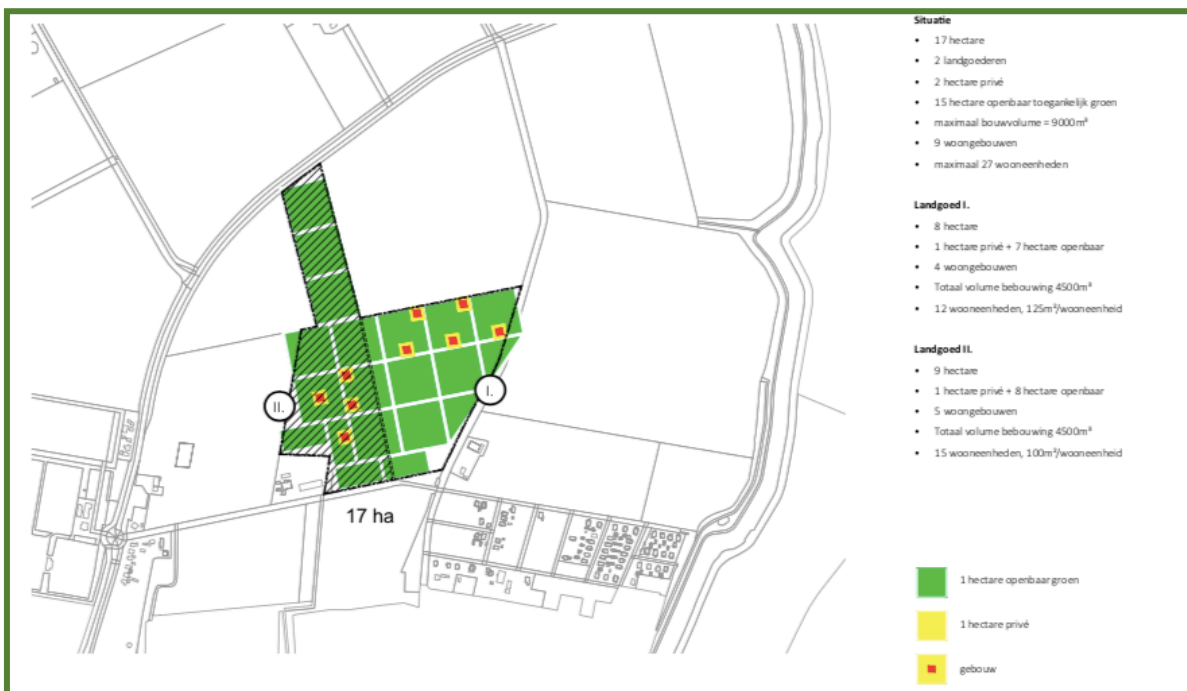 Situatie
• 17 hectare
• 2 landgoederen
• 2 hectare privé
• 15 hectare openbaar toegankelijk groen
• maximaal bouwvolume = 9000m³
• 9 woongebouwen
• maximaal 27 wooneenheden
Landgoed I.
• 8 hectare
• 1 hectare privé + 7 hectare openbaar
• 4 woongebouwen
• Totaal volume bebouwing 4500m³
• 12 wooneenheden, 125m³/wooneenheid
Landgoed II.
• 9 hectare
• 1 hectare privé + 8 hectare openbaar
• 5 woongebouwen
• Totaal volume bebouwing 4500m³
• 15 wooneenheden, 100m³/wooneenheid
II.
I.
17 ha
1 hectare openbaar groen
1 hectare privé
gebouw